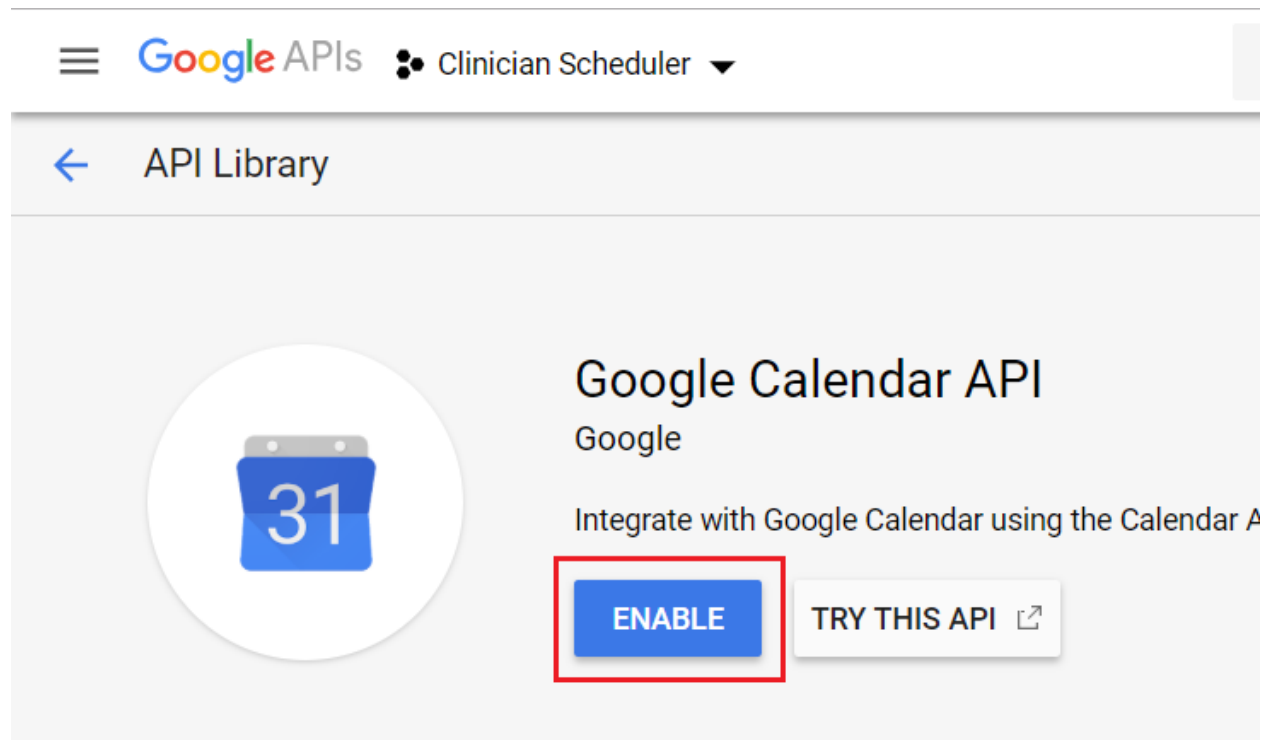 Google APIs Clinician Scheduler
API Library
31
Google Calendar API
Google
Integrate with Google Calendar using the Calendar A
ENABLE TRY THIS API